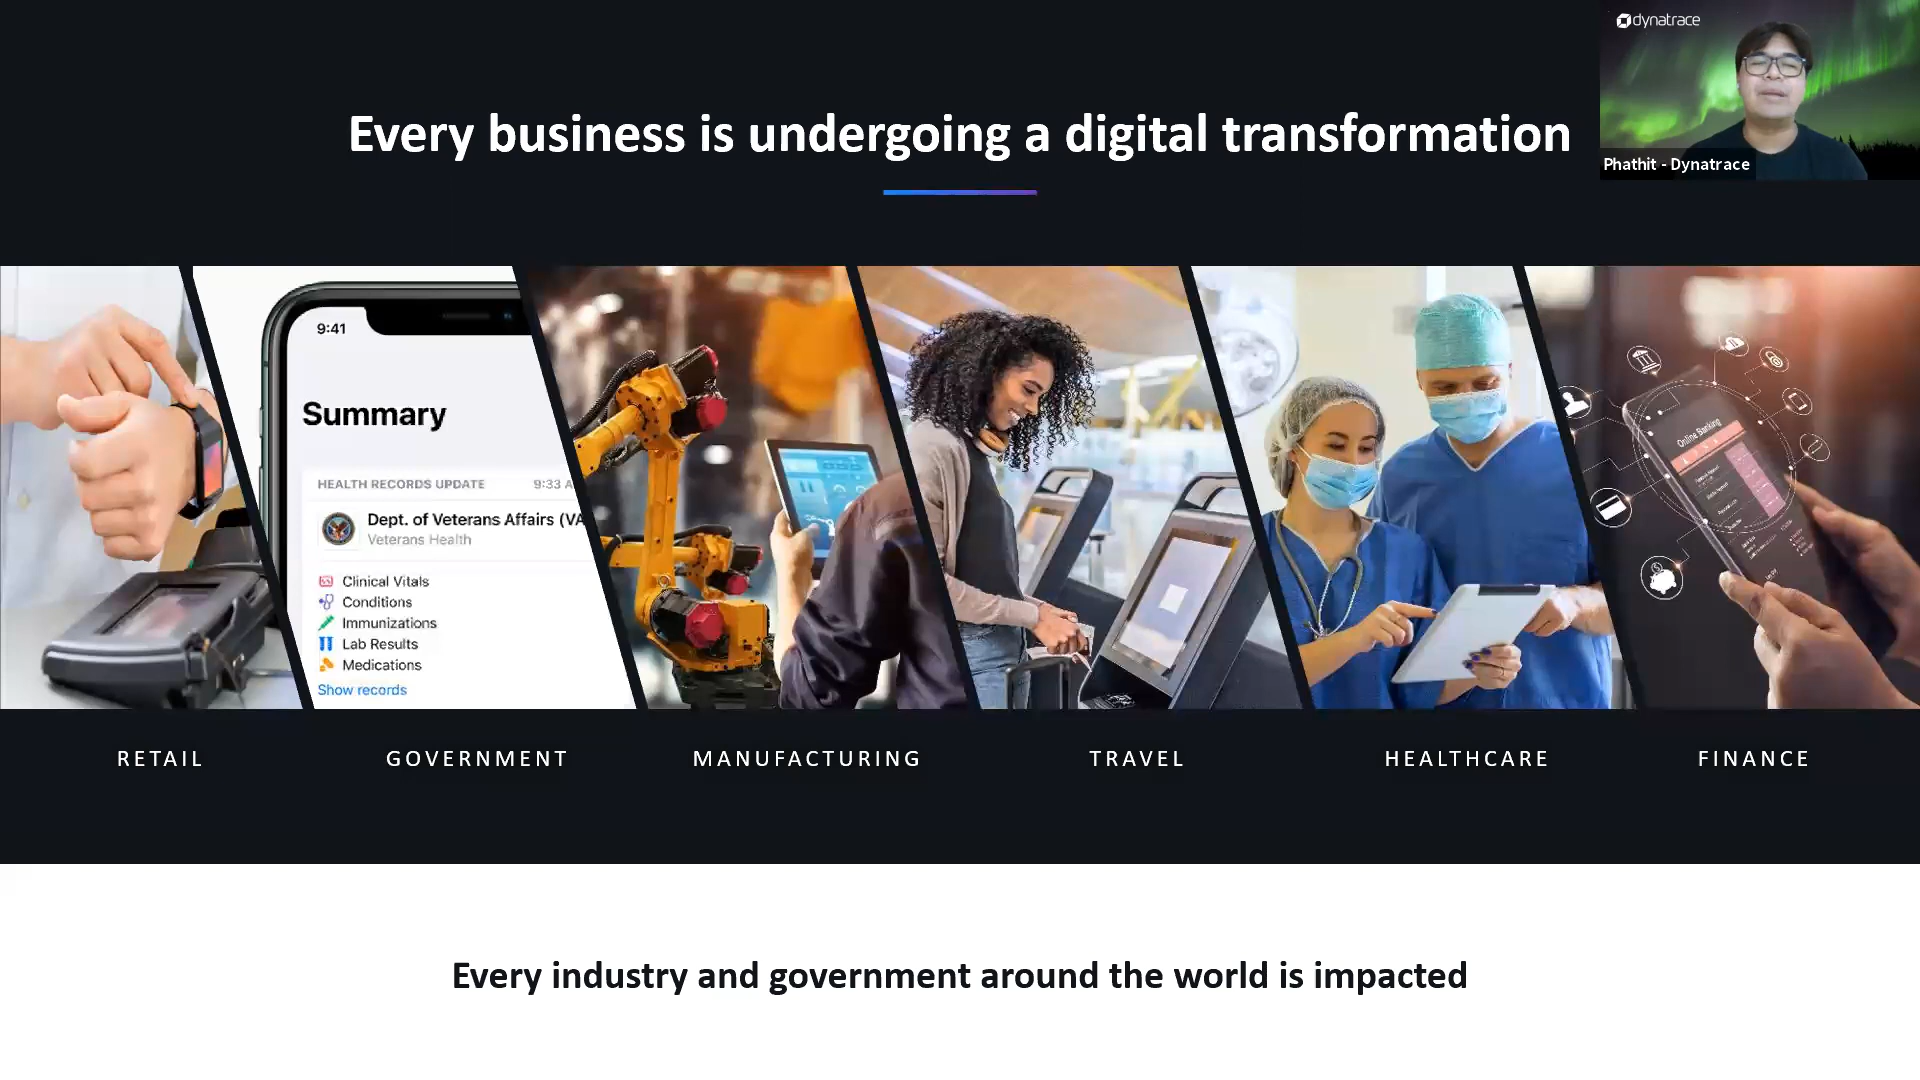 dynatrace
Every business is undergoing a digital transformation
Phathit - Dynatrace
9:41
Summary
HEALTH RECORDS UPDATE 9:33 A
Dept. of Veterans Affairs (VA
Veterans Health
Clinical Vitals
Conditions
Immunizations
Lab Results
Medications
Show records
Online Banking
RETAIL
GOVERNMENT
MANUFACTURING
TRAVEL
HEALTHCARE
FINANCE
Every industry and government around the world is impacted